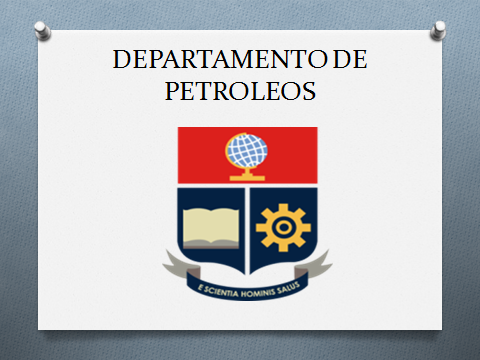 DEPARTAMENTO DE
PETROLEOS
E SCIENTIA HOMINIS SALUS